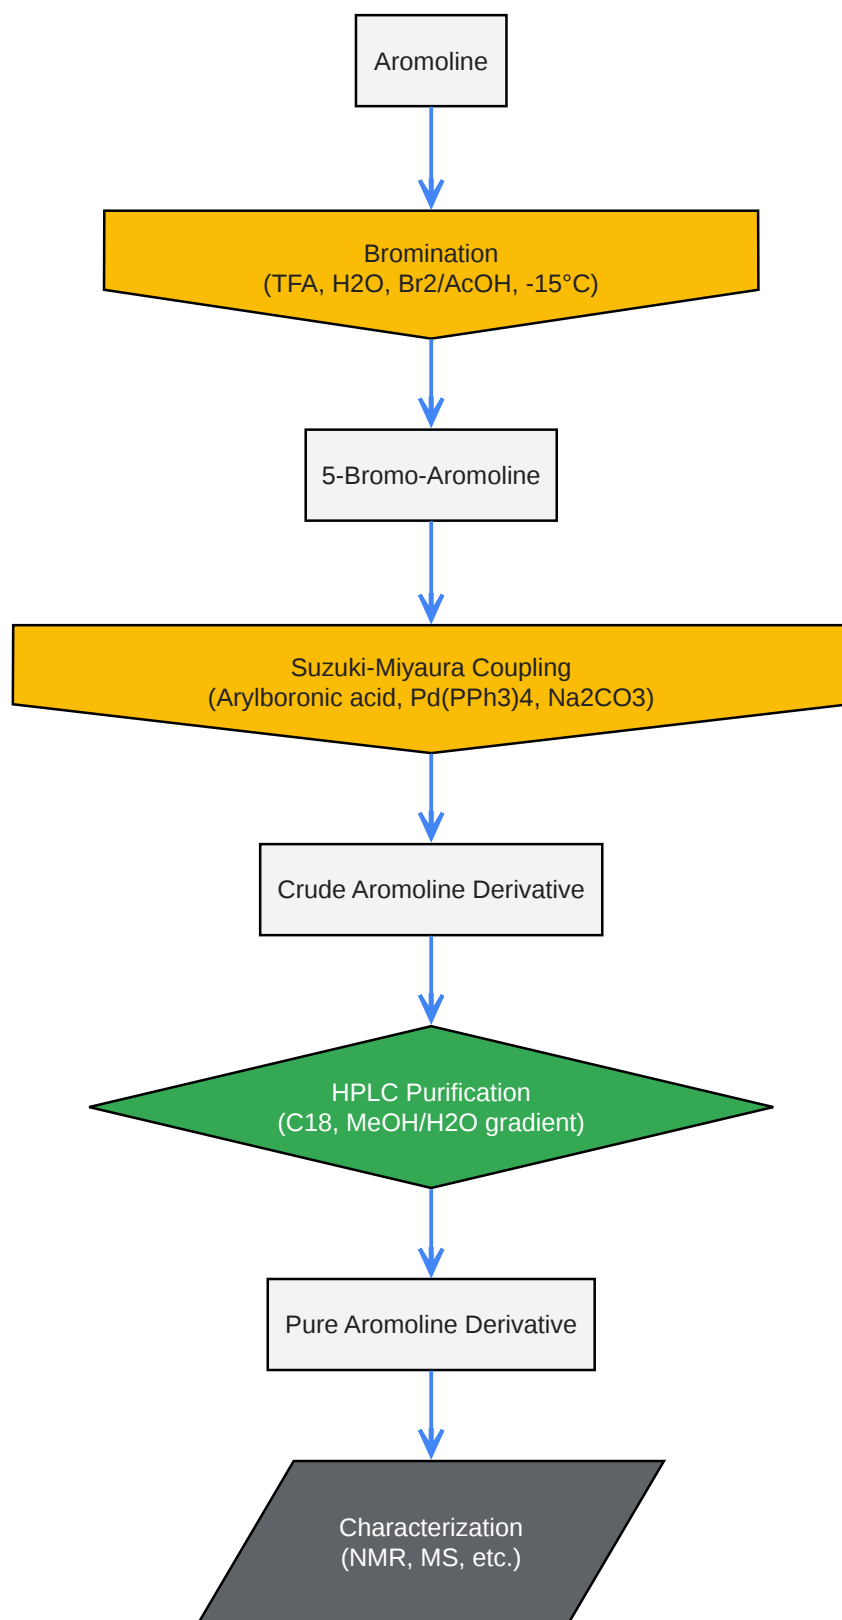 Aromoline
Bromination
(TFA, H2O, Br2/AcOH, -15°C)
5-Bromo-Aromoline
Suzuki-Miyaura Coupling
(Arylboronic acid, Pd(PPh3)4, Na2CO3)
Crude Aromoline Derivative
HPLC Purification
(C18, MeOH/H2O gradient)
Pure Aromoline Derivative
Characterization
(NMR, MS, etc.)